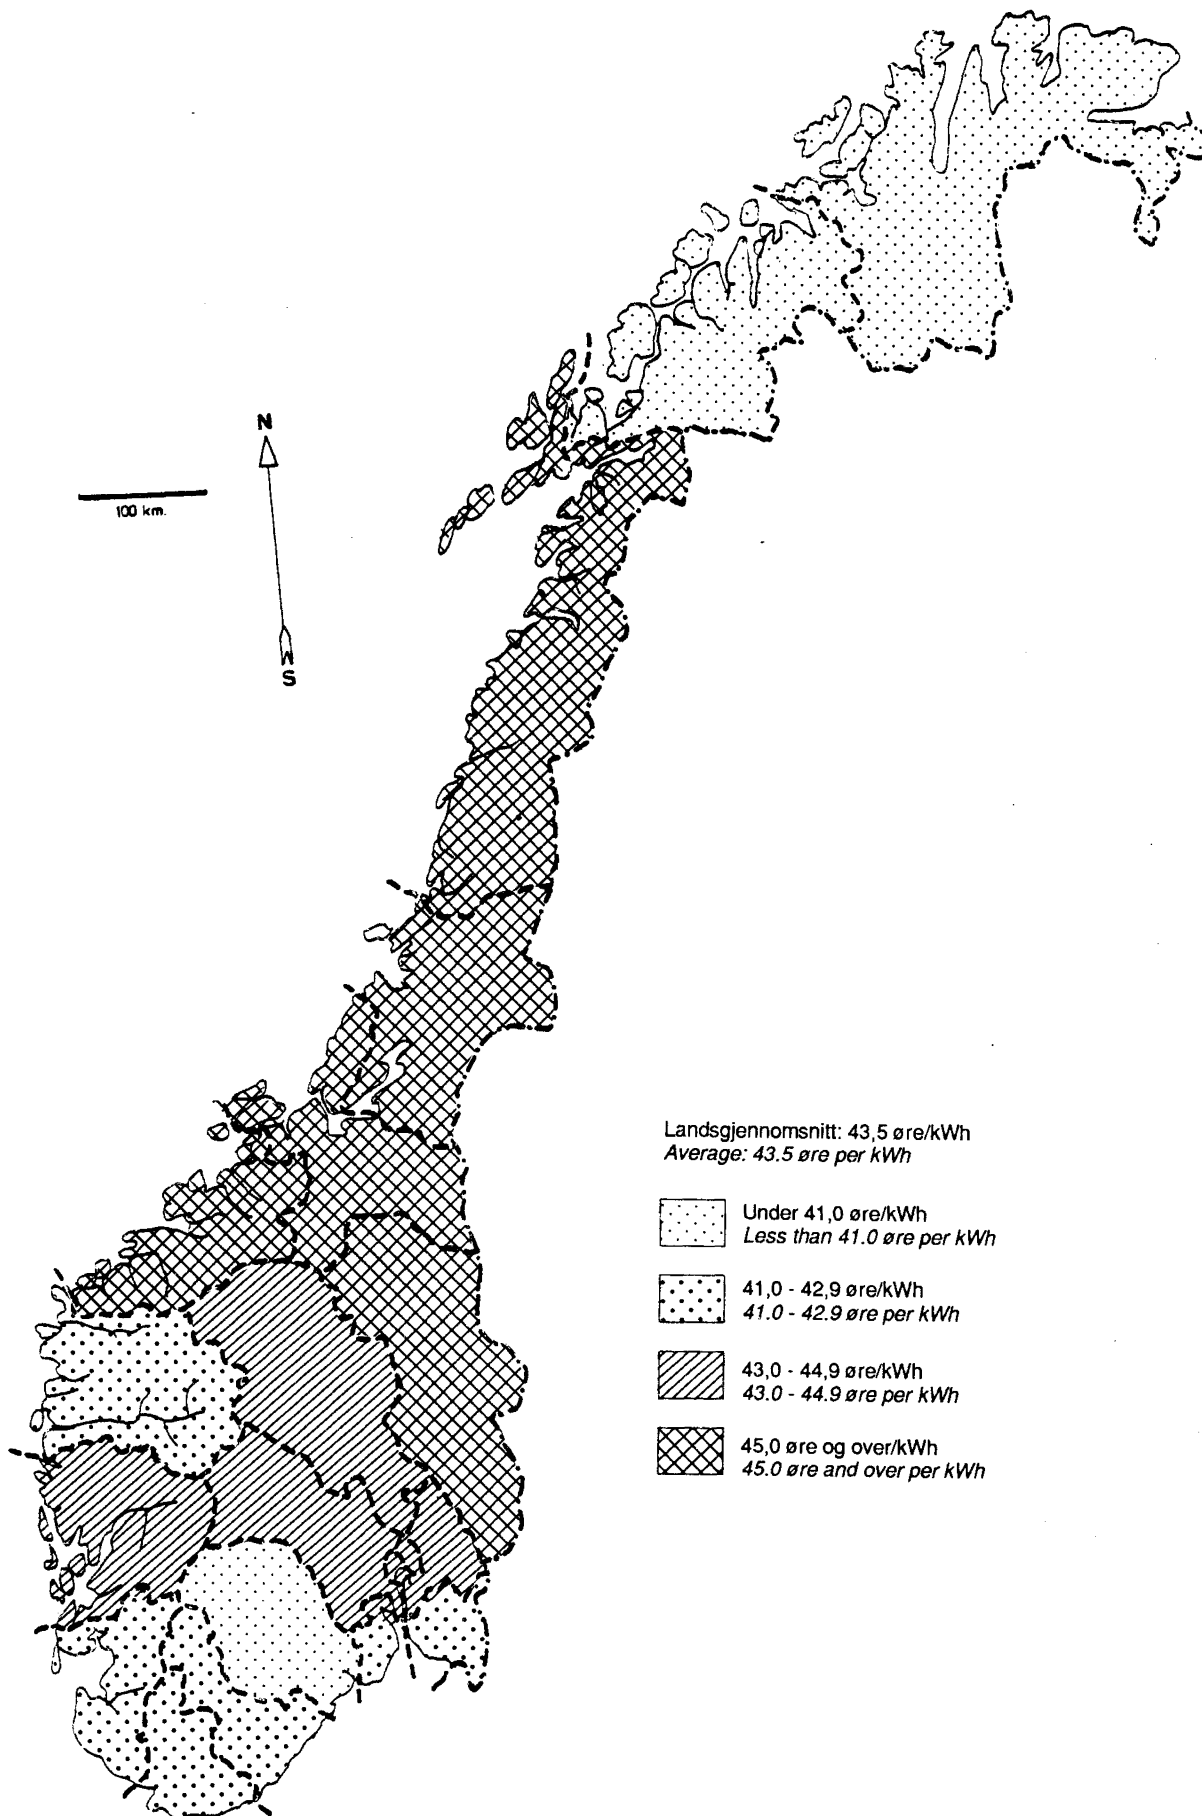 N
100 km.
S
Landsgjennomsnitt: 43,5 øre/kWh
Average: 43.5 øre per kWh
Under 41,0 øre/kWh
Less than 41.0 øre per kWh
41,0 - 42,9 øre/kWh
41.0 - 42.9 øre per kWh
43,0 - 44,9 øre/kWh
43.0 - 44.9 øre per kWh
45,0 øre og over/kWh
45.0 øre and over per kWh